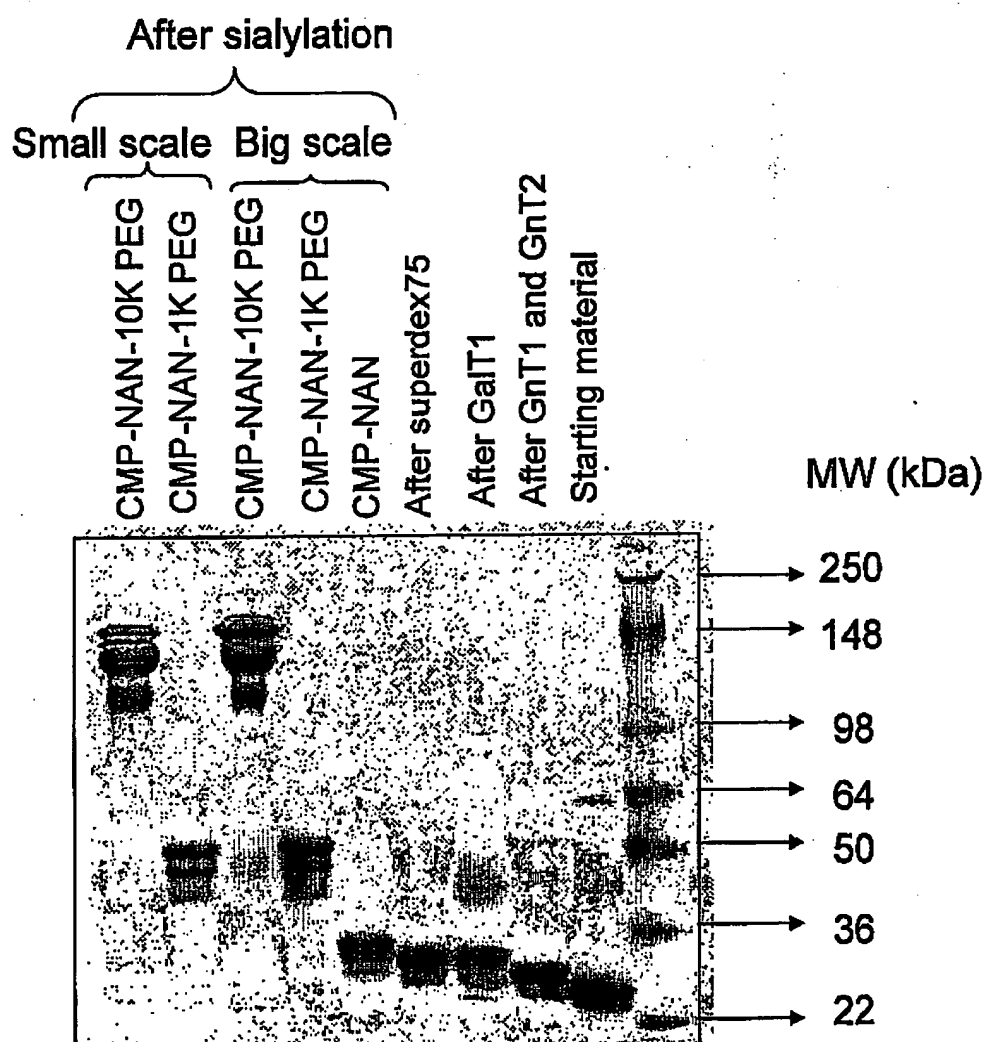 After sialylation
Small scale
Big scale
CMP-NAN-10K PEG
CMP-NAN-1K PEG
CMP-NAN-10K PEG
CMP-NAN-1K PEG
CMP-NAN
After superdex75
After GalT1
After GnT1 and GnT2
Starting material
MW (kDa)
250
148
98
64
50
36
22